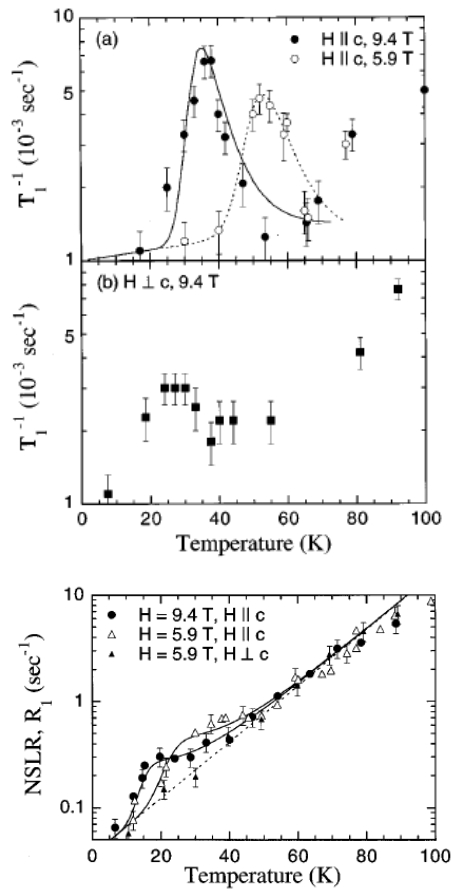 10
(a)
H || c, 9.4 T
H || c, 5.9 T
5
T₁⁻¹ (10⁻³ sec⁻¹)
1
(b) H ⊥ c, 9.4 T
5
T₁⁻¹ (10⁻³ sec⁻¹)
1
0 20 40 60 80 100
Temperature (K)
10
H = 9.4 T, H || c
H = 5.9 T, H || c
H = 5.9 T, H ⊥ c
1
NSLR, R₁ (sec⁻¹)
0.1
0 20 40 60 80 100
Temperature (K)